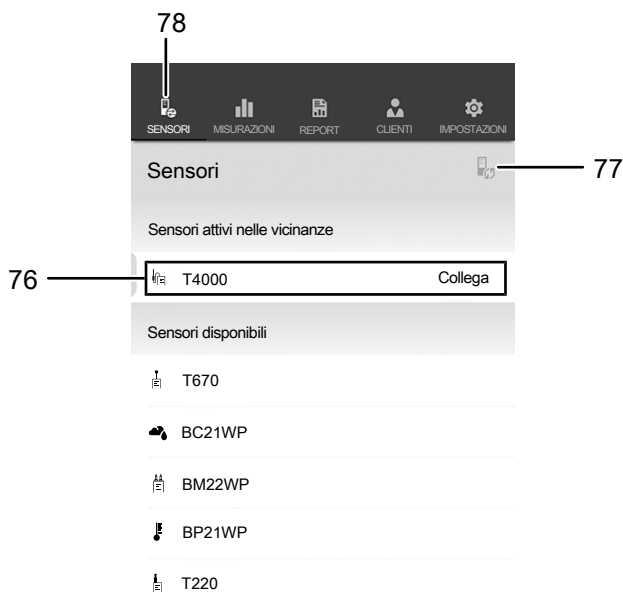 78
SENSORI MISURAZIONI REPORT CLIENTI IMPOSTAZIONI
Sensori
77
Sensori attivi nelle vicinanze
76
T4000 Collega
Sensori disponibili
T670
BC21WP
BM22WP
BP21WP
T220